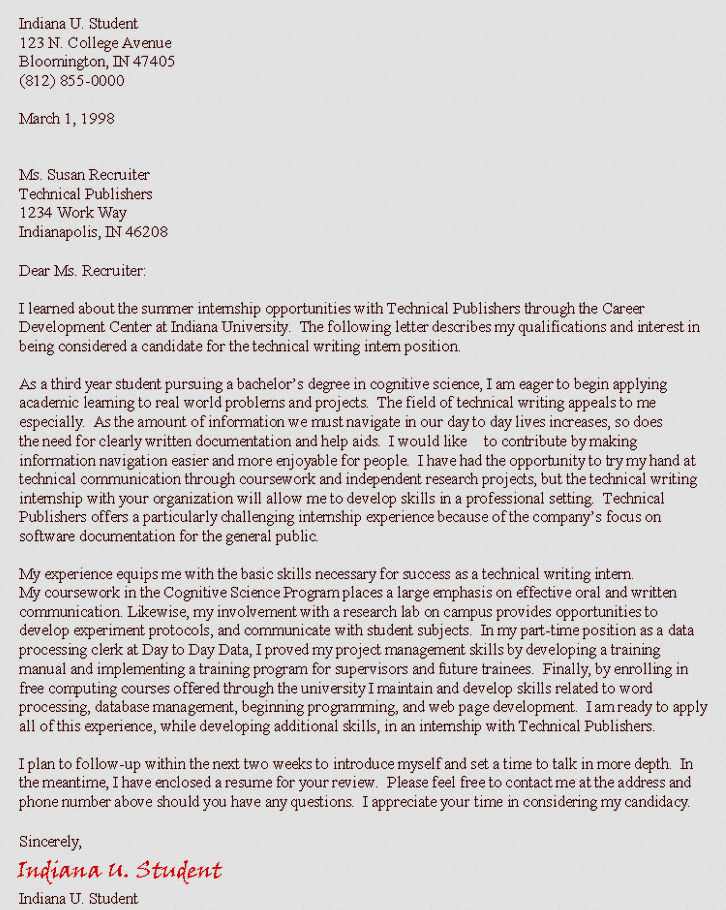 Indiana U. Student
123 N. College Avenue
Bloomington, IN 47405
(812) 855-0000
March 1, 1998
Ms. Susan Recruiter
Technical Publishers
1234 Work Way
Indianapolis, IN 46208
Dear Ms. Recruiter:
I learned about the summer internship opportunities with Technical Publishers through the Career
Development Center at Indiana University.  The following letter describes my qualifications and interest in
being considered a candidate for the technical writing intern position.
As a third year student pursuing a bachelor's degree in cognitive science, I am eager to begin applying
academic learning to real world problems and projects.  The field of technical writing appeals to me
especially.  As the amount of information we must navigate in our day to day lives increases, so does
the need for clearly written documentation and help aids.  I would like    to contribute by making
information navigation easier and more enjoyable for people.  I have had the opportunity to try my hand at
technical communication through coursework and independent research projects, but the technical writing
internship with your organization will allow me to develop skills in a professional setting.  Technical
Publishers offers a particularly challenging internship experience because of the company's focus on
software documentation for the general public.
My experience equips me with the basic skills necessary for success as a technical writing intern.
My coursework in the Cognitive Science Program places a large emphasis on effective oral and written
communication. Likewise, my involvement with a research lab on campus provides opportunities to
develop experiment protocols, and communicate with student subjects.  In my part-time position as a data
processing clerk at Day to Day Data, I proved my project management skills by developing a training
manual and implementing a training program for supervisors and future trainees.  Finally, by enrolling in
free computing courses offered through the university I maintain and develop skills related to word
processing, database management, beginning programming, and web page development.  I am ready to apply
all of this experience, while developing additional skills, in an internship with Technical Publishers.
I plan to follow-up within the next two weeks to introduce myself and set a time to talk in more depth.  In
the meantime, I have enclosed a resume for your review.  Please feel free to contact me at the address and
phone number above should you have any questions.  I appreciate your time in considering my candidacy.
Sincerely,
Indiana U. Student
Indiana U. Student